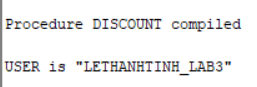 Procedure DISCOUNT compiled
USER is "LETHANHTINH_LAB3"